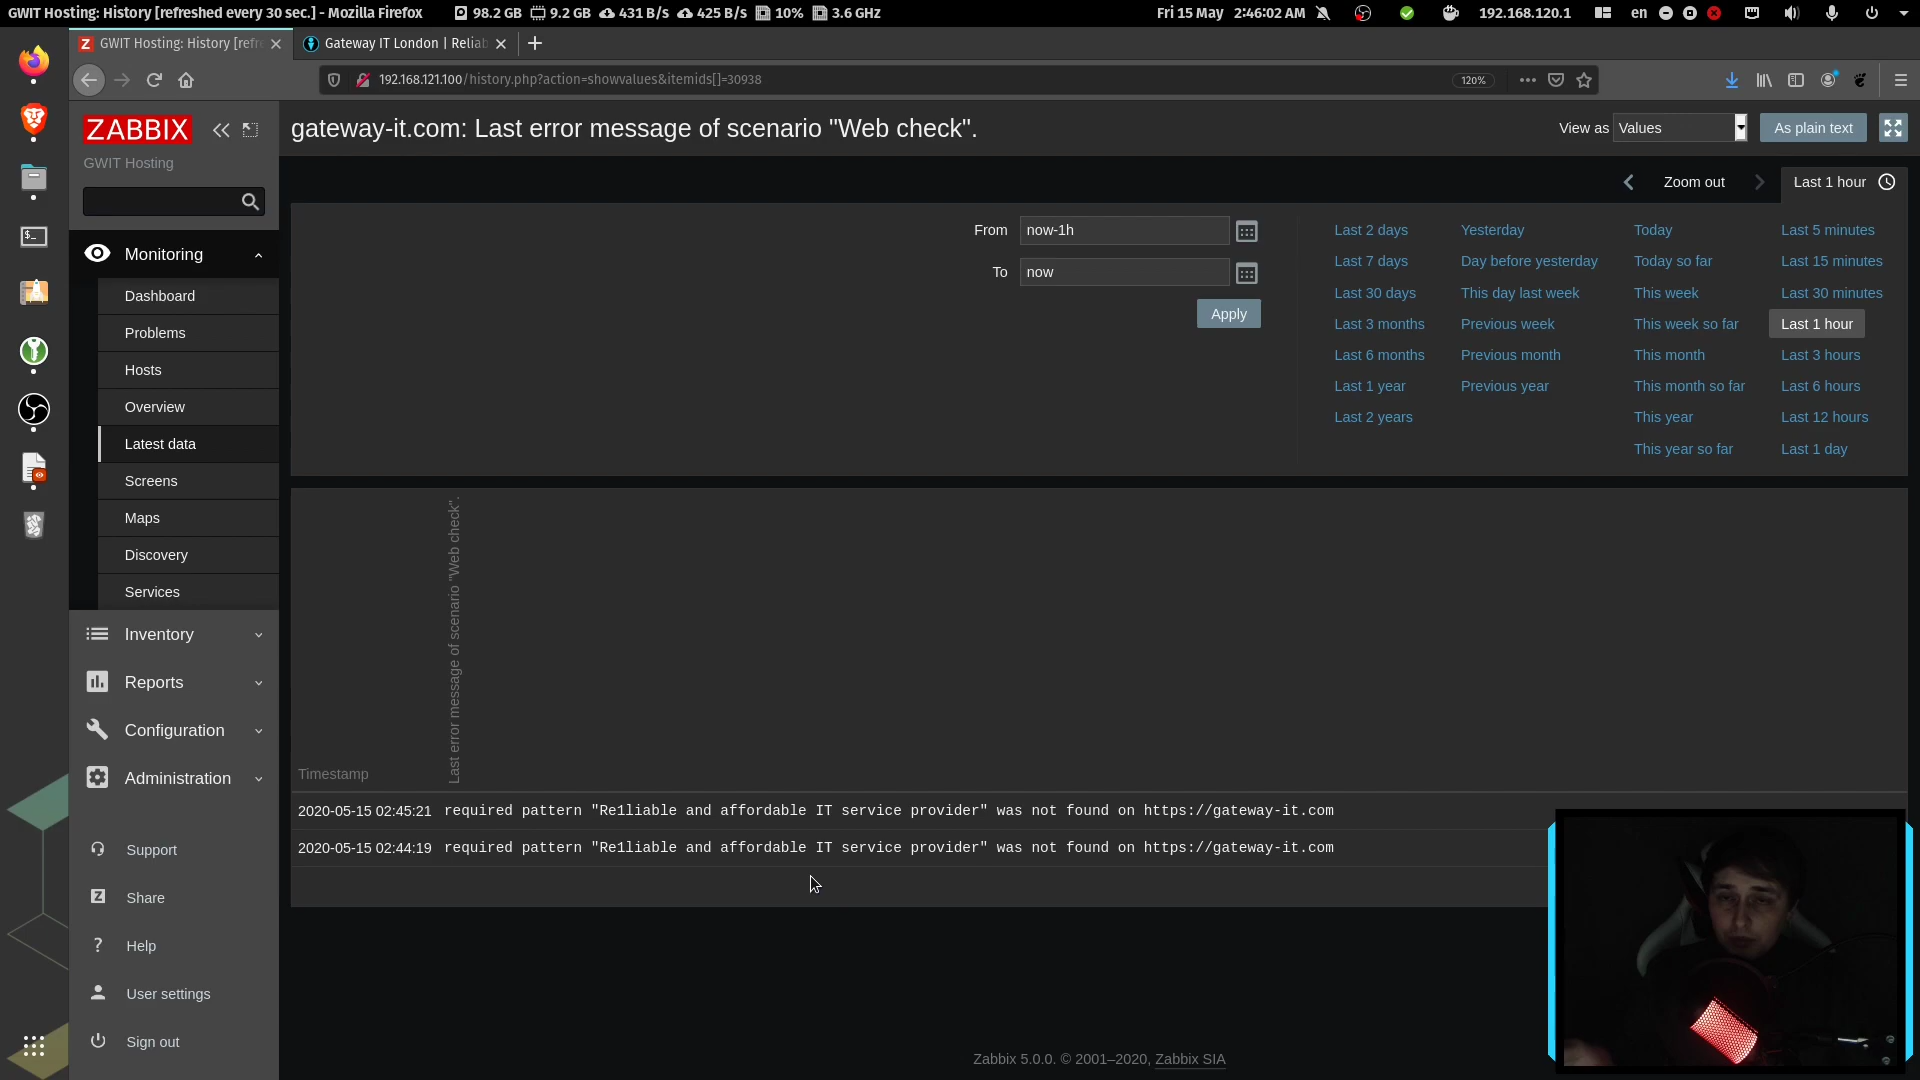 GWIT Hosting: History [refreshed every 30 sec.] - Mozilla Firefox 98.2 GB 9.2 GB 431 B/s 425 B/s 10% 3.6 GHz Fri 15 May 2:46:02 AM 192.168.120.1 en
GWIT Hosting: History [refre
Gateway IT London | Reliab
192.168.121.100/history.php?action=showvalues&itemids[]=30938 120%
ZABBIX
GWIT Hosting
Monitoring
Dashboard
Problems
Hosts
Overview
Latest data
Screens
Maps
Discovery
Services
Inventory
Reports
Configuration
Administration
Support
Share
Help
User settings
Sign out
gateway-it.com: Last error message of scenario "Web check".
View as Values As plain text
Zoom out Last 1 hour
From now-1h
To now
Apply
Last 2 days Yesterday Today Last 5 minutes
Last 7 days Day before yesterday Today so far Last 15 minutes
Last 30 days This day last week This week Last 30 minutes
Last 3 months Previous week This week so far Last 1 hour
Last 6 months Previous month This month Last 3 hours
Last 1 year Previous year This month so far Last 6 hours
Last 2 years This year Last 12 hours
This year so far Last 1 day
Timestamp
Last error message of scenario "Web check".
2020-05-15 02:45:21 required pattern "Re1liable and affordable IT service provider" was not found on https://gateway-it.com
2020-05-15 02:44:19 required pattern "Re1liable and affordable IT service provider" was not found on https://gateway-it.com
Zabbix 5.0.0. © 2001–2020, Zabbix SIA